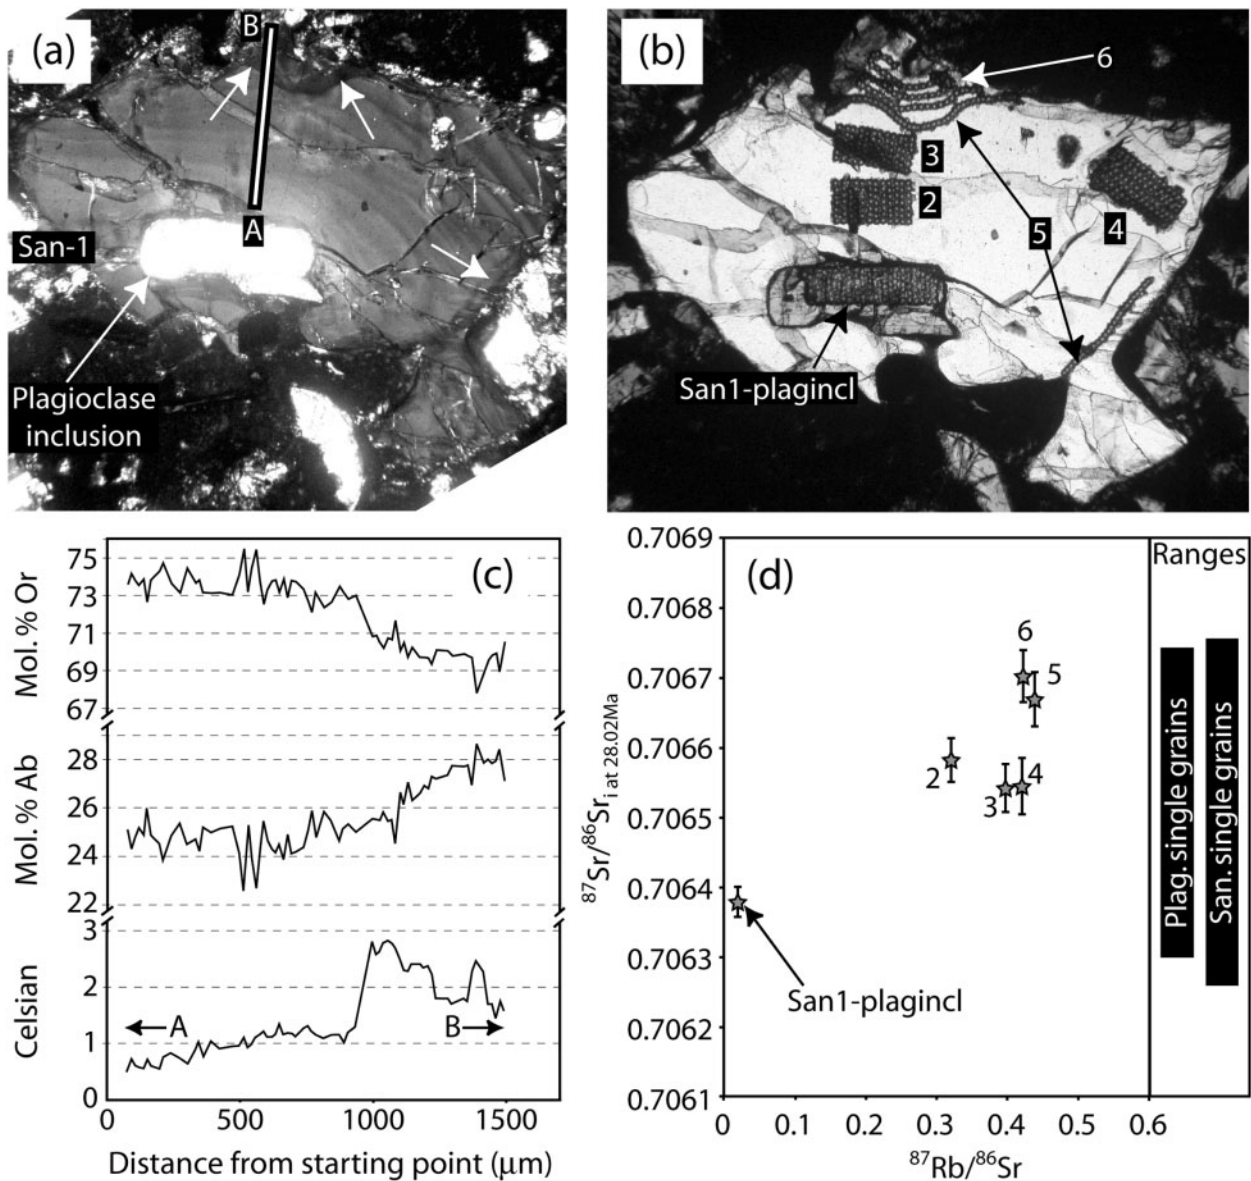 (a)
B
A
San-1
Plagioclase
inclusion
(b)
6
3
2
4
5
San1-plagincl
(c)
Mol. % Or
75
73
71
69
67
Mol. % Ab
28
26
24
22
Celsian
3
2
1
0
A
B
0
500
1000
1500
Distance from starting point (μm)
(d)
⁸⁷Sr/⁸⁶Sr i at 28.02Ma
0.7069
0.7068
0.7067
0.7066
0.7065
0.7064
0.7063
0.7062
0.7061
6
5
2
3
4
San1-plagincl
0
0.1
0.2
0.3
0.4
0.5
0.6
⁸⁷Rb/⁸⁶Sr
Ranges
Plag. single grains
San. single grains